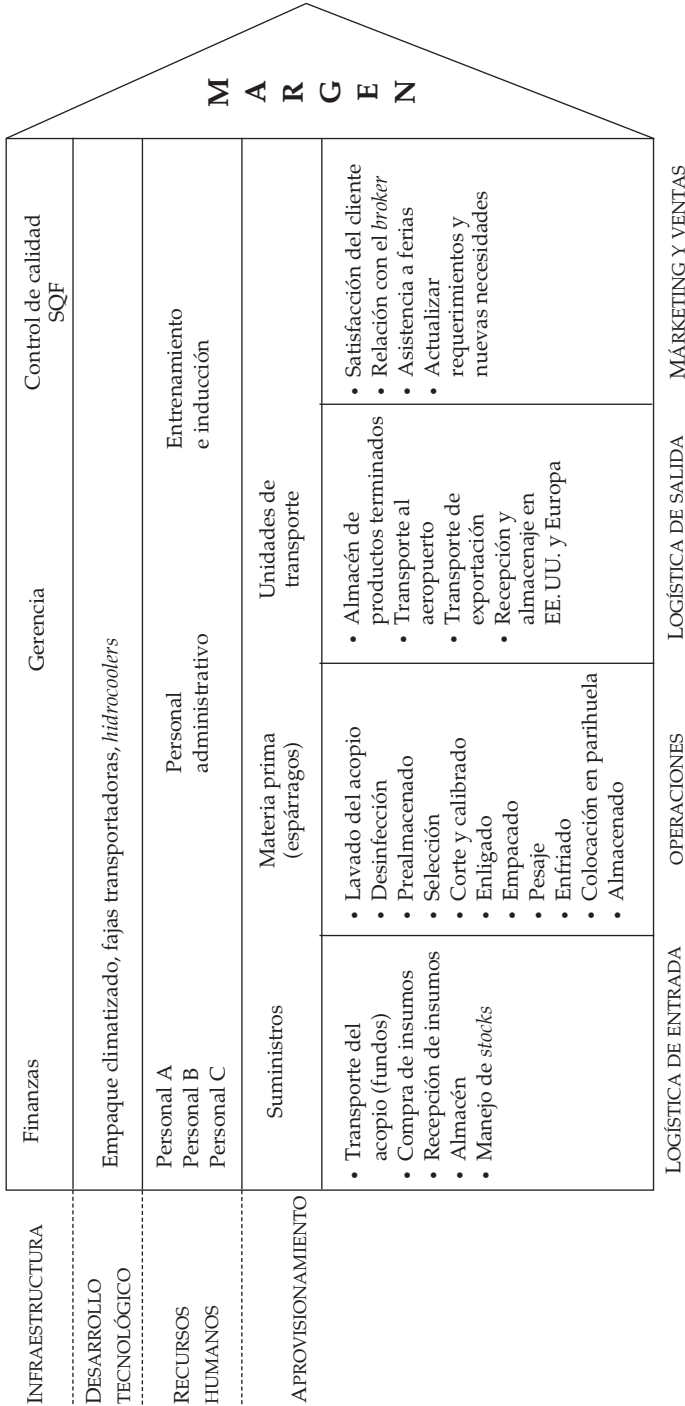 INFRAESTRUCTURA
Finanzas
Gerencia
Control de calidad
SQF
DESARROLLO
TECNOLÓGICO
Empaque climatizado, fajas transportadoras, hidrocoolers
RECURSOS
HUMANOS
Personal A
Personal B
Personal C
Personal
administrativo
Entrenamiento
e inducción
APROVISIONAMIENTO
Suministros
Materia prima
(espárragos)
Unidades de
transporte
• Transporte del
acopio (fundos)
• Compra de insumos
• Recepción de insumos
• Almacén
• Manejo de stocks
• Lavado del acopio
• Desinfección
• Prealmacenado
• Selección
• Corte y calibrado
• Enligado
• Empacado
• Pesaje
• Enfriado
• Colocación en parihuela
• Almacenado
• Almacén de
productos terminados
• Transporte al
aeropuerto
• Transporte de
exportación
• Recepción y
almacenaje en
EE. UU. y Europa
• Satisfacción del cliente
• Relación con el broker
• Asistencia a ferias
• Actualizar
requerimientos y
nuevas necesidades
LOGÍSTICA DE ENTRADA
OPERACIONES
LOGÍSTICA DE SALIDA
MÁRKETING Y VENTAS
MARGEN